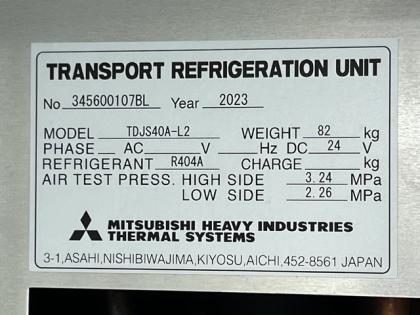 TRANSPORT REFRIGERATION UNIT
No 345600107BL Year 2023
MODEL TDJS40A-L2 WEIGHT 82 kg
PHASE AC V Hz DC 24 V
REFRIGERANT R404A CHARGE kg
AIR TEST PRESS. HIGH SIDE 3.24 MPa
LOW SIDE 2.26 MPa
MITSUBISHI HEAVY INDUSTRIES
THERMAL SYSTEMS
3-1,ASAHI,NISHIBIWAJIMA,KIYOSU,AICHI,452-8561 JAPAN